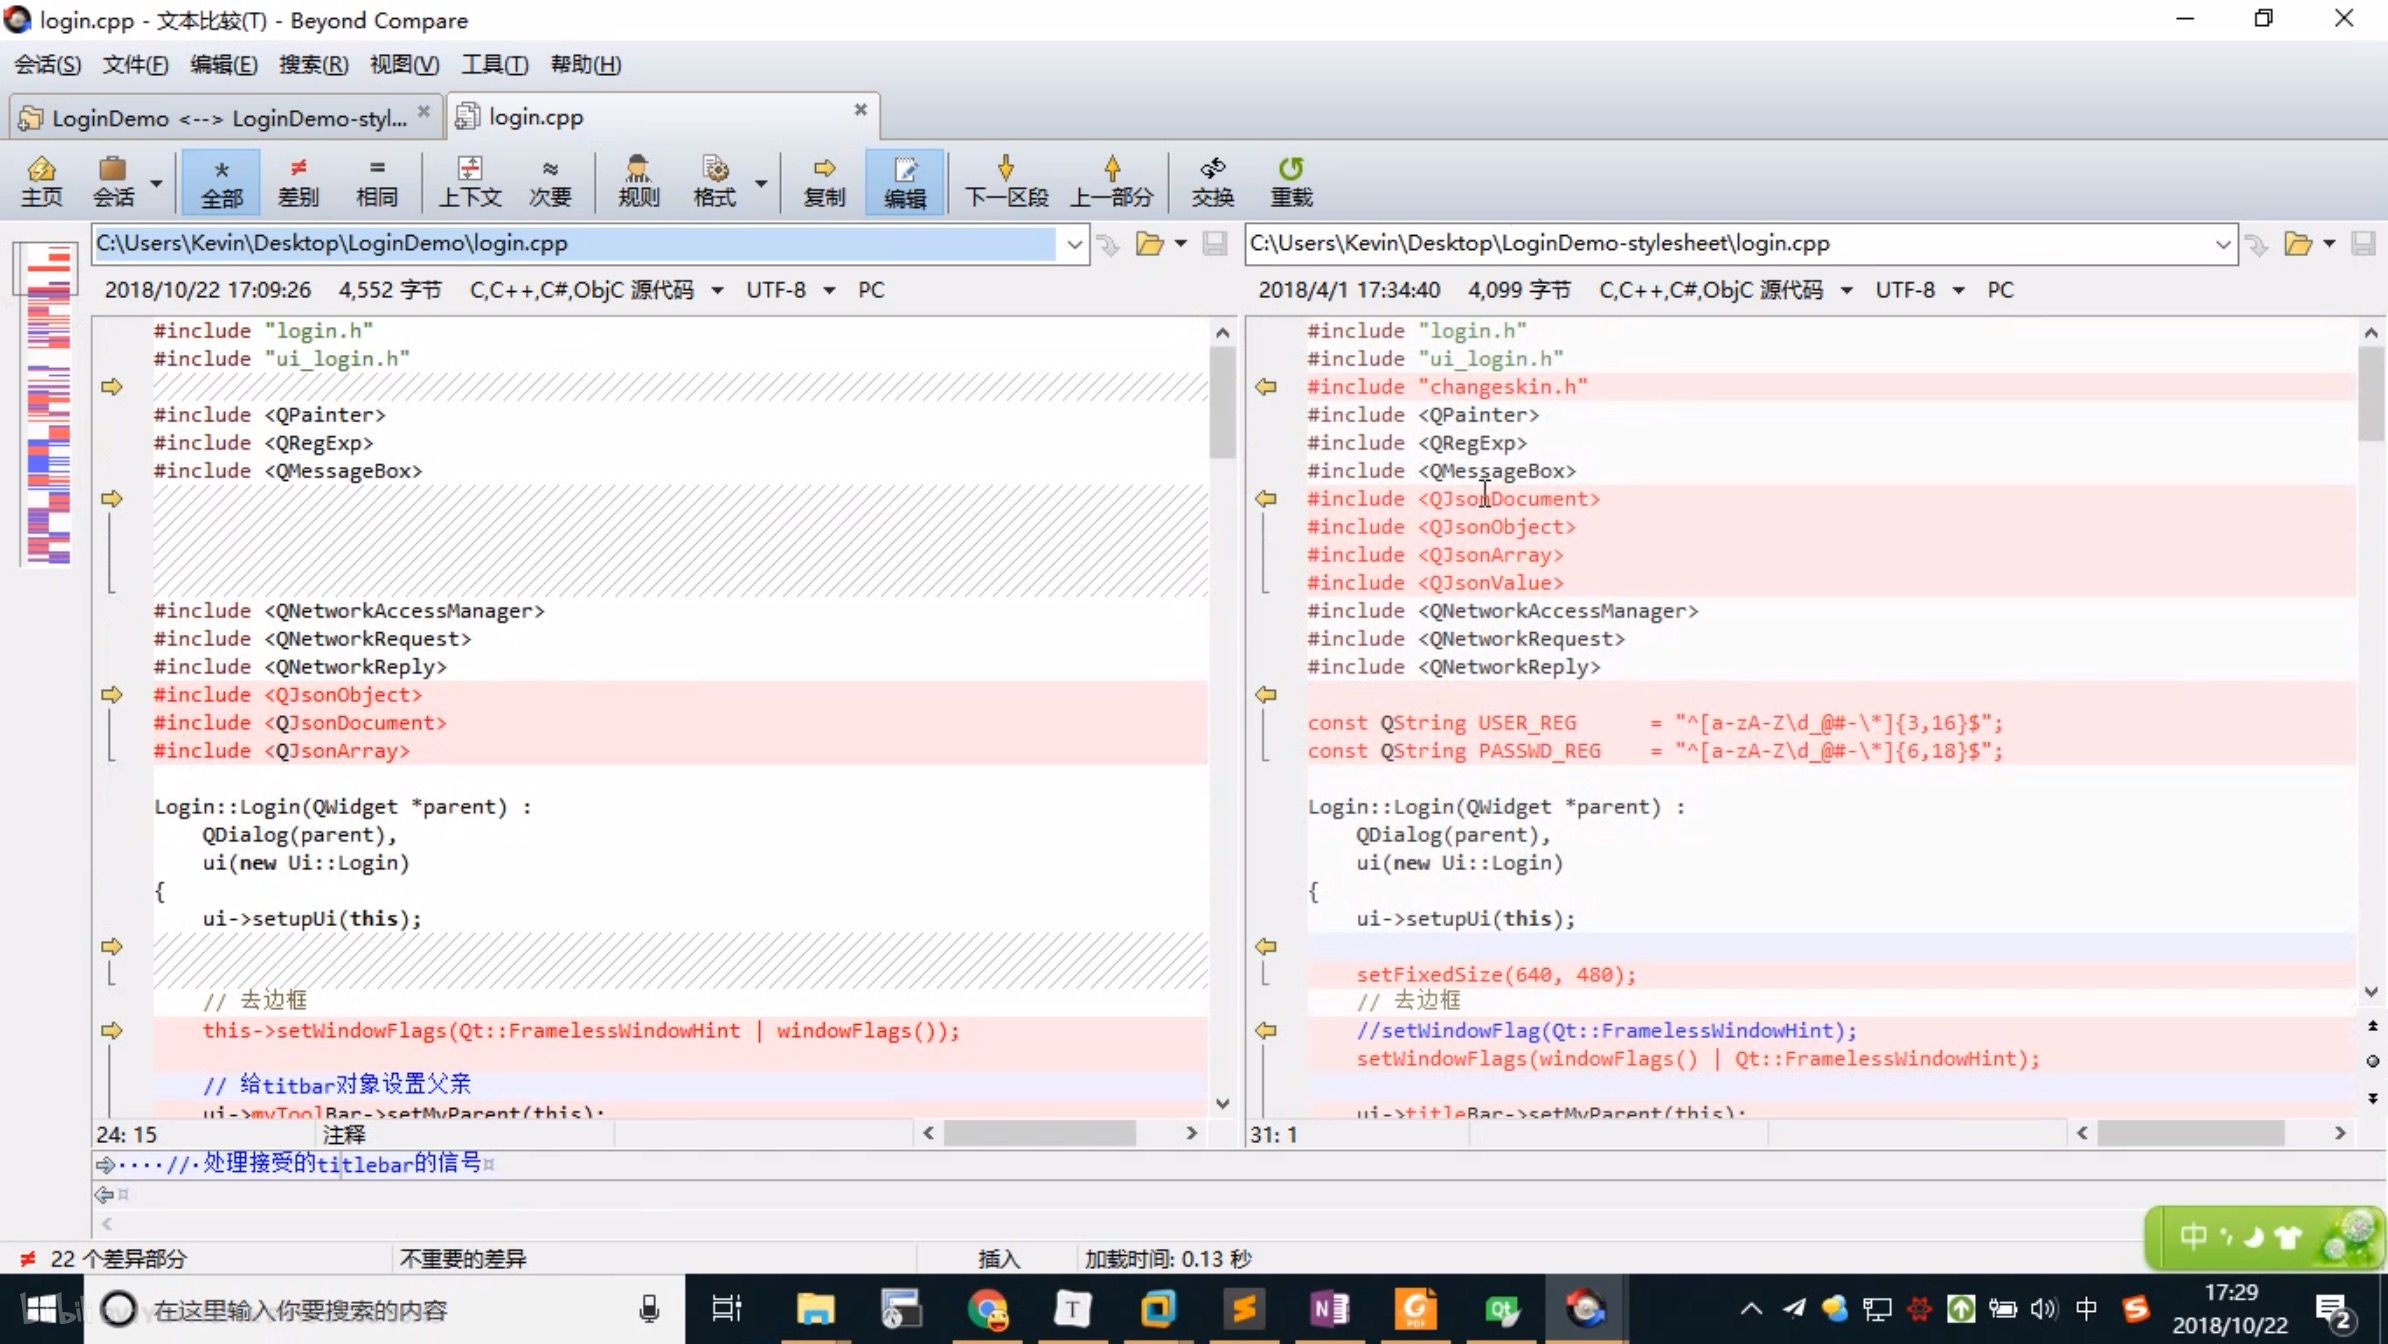 login.cpp - 文本比较(T) - Beyond Compare
会话(S) 文件(F) 编辑(E) 搜索(R) 视图(V) 工具(T) 帮助(H)
LoginDemo <--> LoginDemo-styl... login.cpp
主页 会话 全部 差别 相同 上下文 次要 规则 格式 复制 编辑 下一区段 上一部分 交换 重载
C:\Users\Kevin\Desktop\LoginDemo\login.cpp
2018/10/22 17:09:26 4,552 字节 C,C++,C#,ObjC 源代码 UTF-8 PC
#include "login.h"
#include "ui_login.h"
#include <QPainter>
#include <QRegExp>
#include <QMessageBox>
#include <QNetworkAccessManager>
#include <QNetworkRequest>
#include <QNetworkReply>
#include <QJsonObject>
#include <QJsonDocument>
#include <QJsonArray>
Login::Login(QWidget *parent) :
QDialog(parent),
ui(new Ui::Login)
{
ui->setupUi(this);
// 去边框
this->setWindowFlags(Qt::FramelessWindowHint | windowFlags());
// 给titbar对象设置父亲
ui->myToolBar->setMyParent(this);
24: 15 注释
C:\Users\Kevin\Desktop\LoginDemo-stylesheet\login.cpp
2018/4/1 17:34:40 4,099 字节 C,C++,C#,ObjC 源代码 UTF-8 PC
#include "login.h"
#include "ui_login.h"
#include "changeskin.h"
#include <QPainter>
#include <QRegExp>
#include <QMessageBox>
#include <QJsonDocument>
#include <QJsonObject>
#include <QJsonArray>
#include <QJsonValue>
#include <QNetworkAccessManager>
#include <QNetworkRequest>
#include <QNetworkReply>
const QString USER_REG = "^[a-zA-Z\d_@#-\*]{3,16}$";
const QString PASSWD_REG = "^[a-zA-Z\d_@#-\*]{6,18}$";
Login::Login(QWidget *parent) :
QDialog(parent),
ui(new Ui::Login)
{
ui->setupUi(this);
setFixedSize(640, 480);
// 去边框
//setWindowFlag(Qt::FramelessWindowHint);
setWindowFlags(windowFlags() | Qt::FramelessWindowHint);
ui->titleBar->setMyParent(this);
31: 1
····//·处理接受的titlebar的信号¤
¤
22 个差异部分 不重要的差异 插入 加载时间: 0.13 秒
中
在这里输入你要搜索的内容
中
17:29
2018/10/22
2